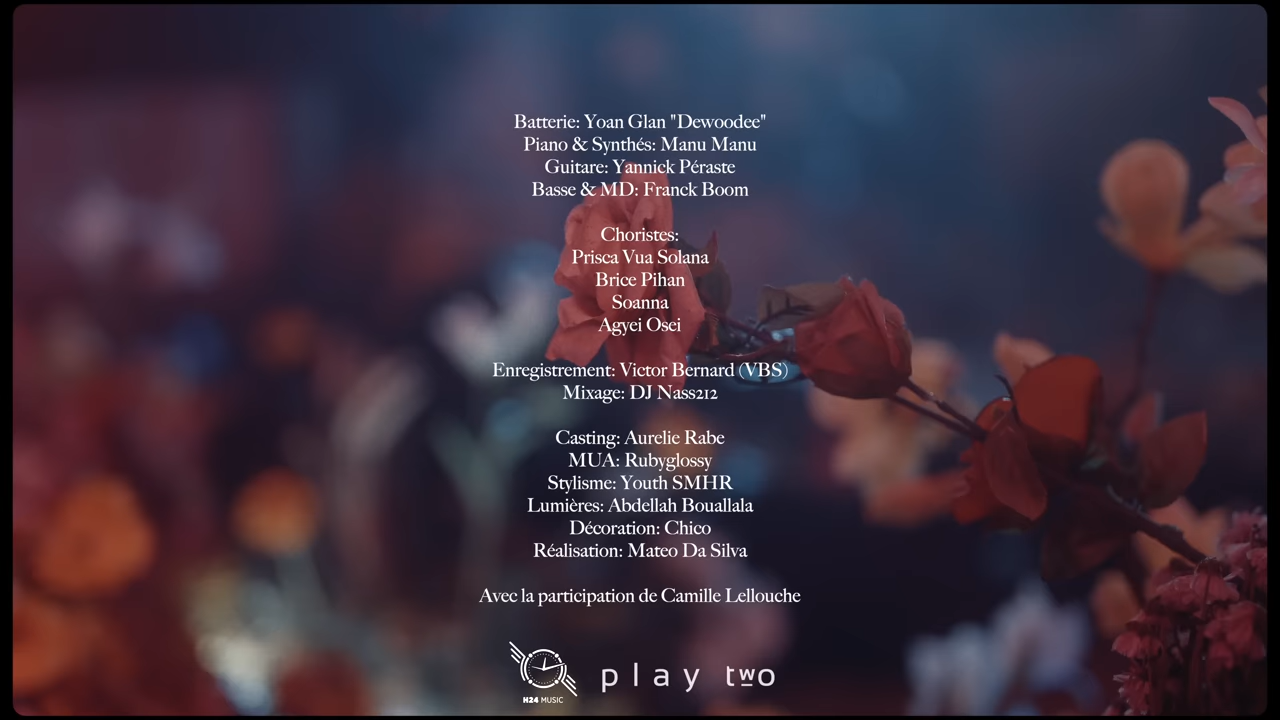 Batterie: Yoan Glan "Dewoodee"
Piano & Synthés: Manu Manu
Guitare: Yannick Péraste
Basse & MD: Franck Boom
Choristes:
Prisca Vua Solana
Brice Pihan
Soanna
Agyei Osei
Enregistrement: Victor Bernard (VBS)
Mixage: DJ Nass212
Casting: Aurelie Rabe
MUA: Rubyglossy
Stylisme: Youth SMHR
Lumières: Abdellah Bouallala
Décoration: Chico
Réalisation: Mateo Da Silva
Avec la participation de Camille Lellouche
H24 MUSIC
play two